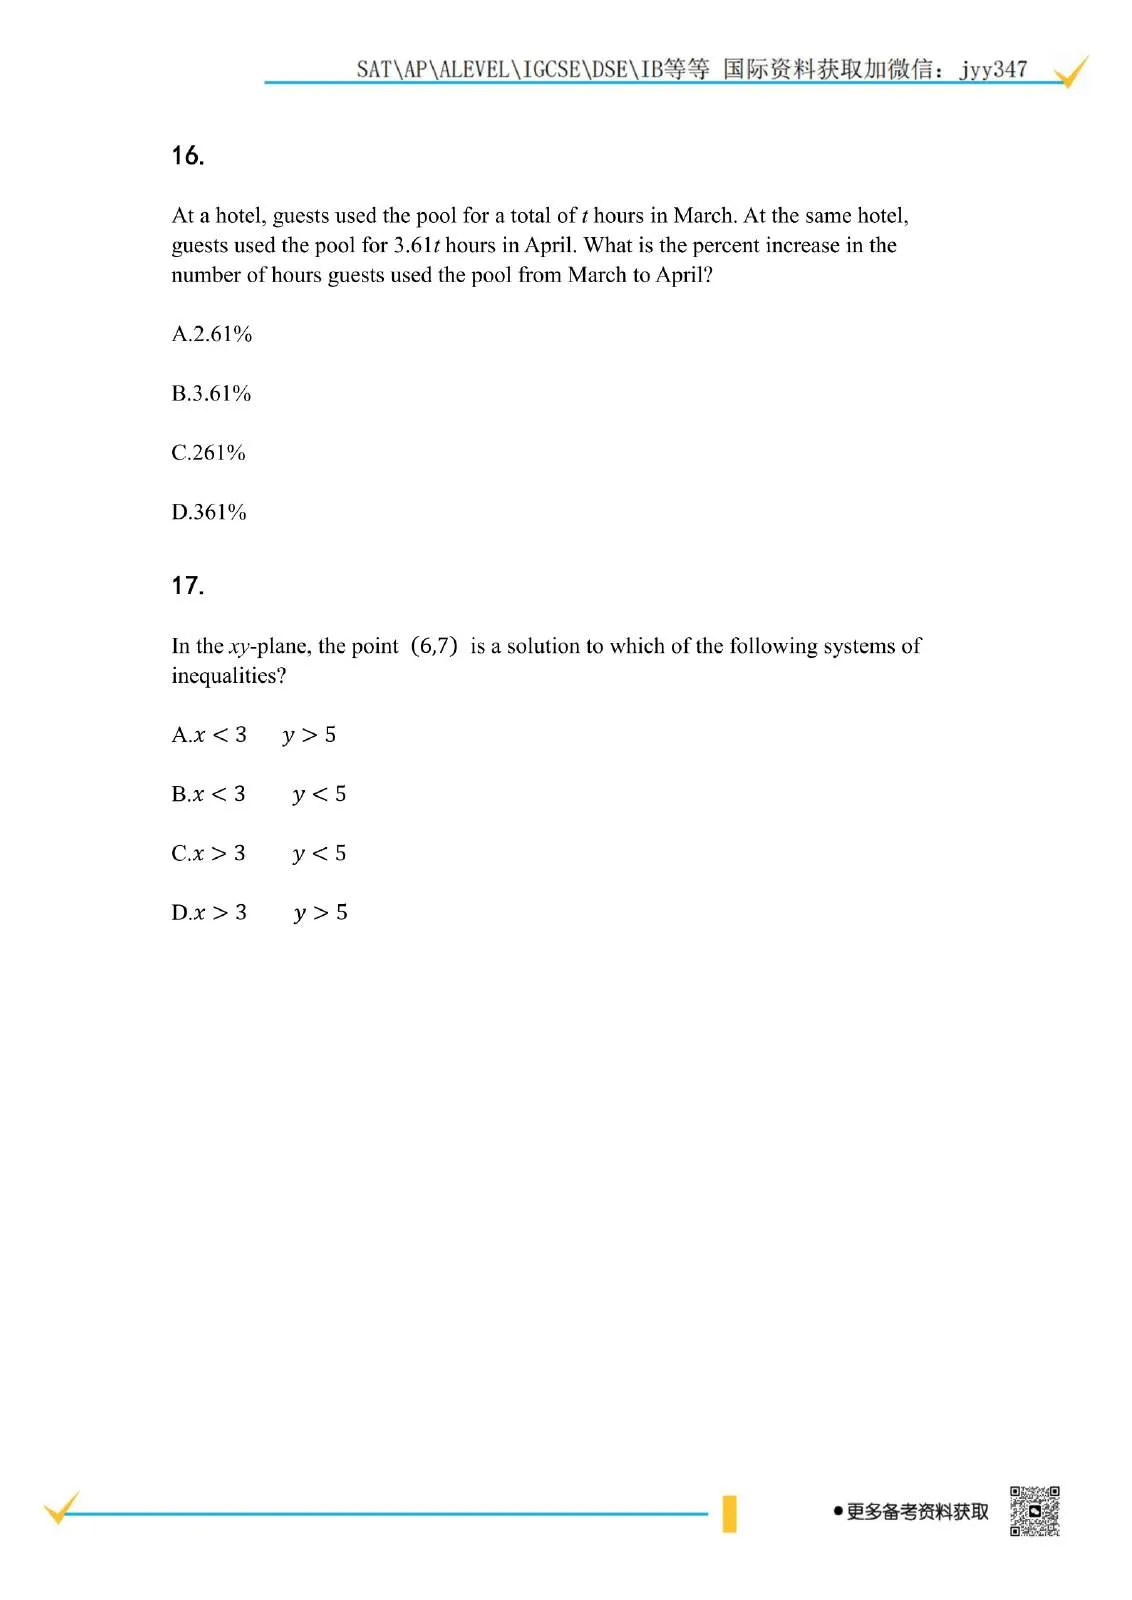 SAT\AP\ALEVEL\IGCSE\DSE\IB等等 国际资料获取加微信：jyy347
16.
At a hotel, guests used the pool for a total of t hours in March. At the same hotel,
guests used the pool for 3.61t hours in April. What is the percent increase in the
number of hours guests used the pool from March to April?
A.2.61%
B.3.61%
C.261%
D.361%
17.
In the xy-plane, the point (6,7) is a solution to which of the following systems of
inequalities?
A.x < 3 y > 5
B.x < 3 y < 5
C.x > 3 y < 5
D.x > 3 y > 5
•更多备考资料获取